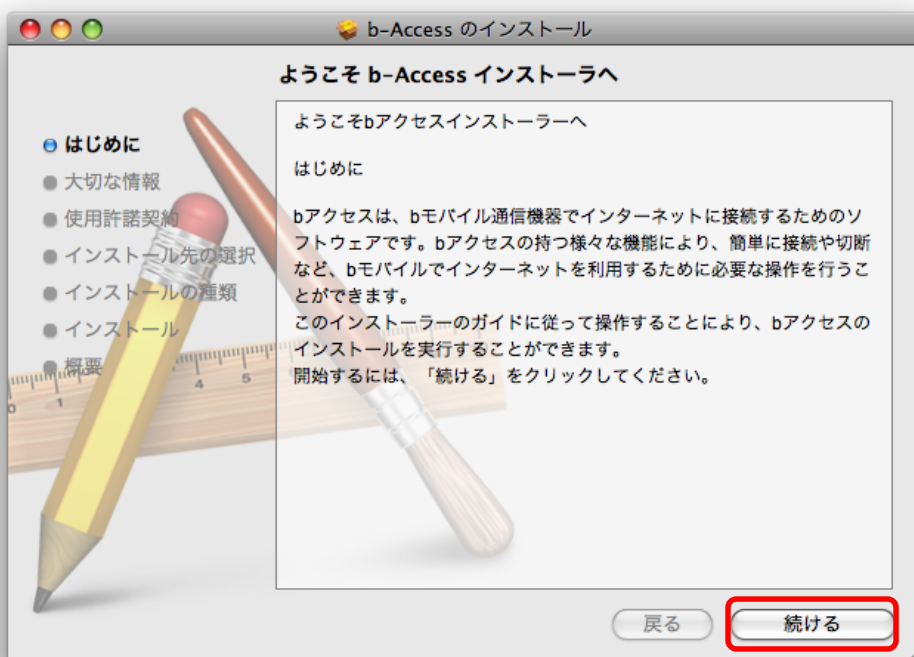 b-Access のインストール
ようこそ b-Access インストーラへ
はじめに
大切な情報
使用許諾契約
インストール先の選択
インストールの種類
インストール
概要
ようこそbアクセスインストーラーへ
はじめに
bアクセスは、bモバイル通信機器でインターネットに接続するためのソ
フトウェアです。bアクセスの持つ様々な機能により、簡単に接続や切断
など、bモバイルでインターネットを利用するために必要な操作を行うこ
とができます。
このインストーラーのガイドに従って操作することにより、bアクセスの
インストールを実行することができます。
開始するには、「続ける」をクリックしてください。
0 1 4 5
戻る
続ける